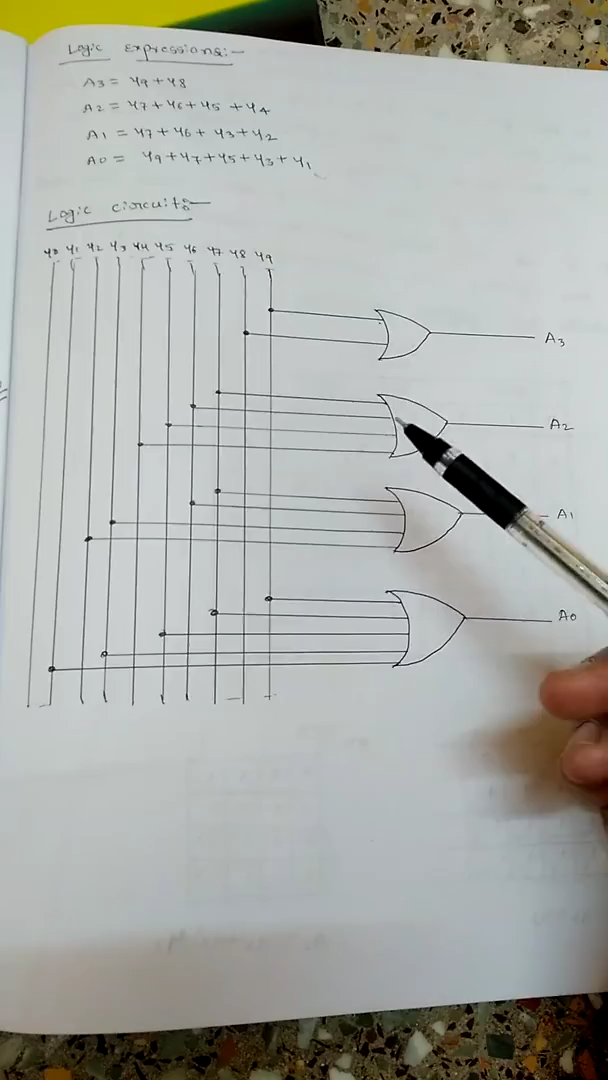 Logic Expressions:-
A3 = Y9+Y8
A2 = Y7+Y6+Y5 +Y4
A1 = Y7+Y6+ Y3+Y2
A0 = Y9+Y7+Y5+Y3+Y1
Logic circuit:-
Y0 Y1 Y2 Y3 Y4 Y5 Y6 Y7 Y8 Y9
A3
A2
A1
A0